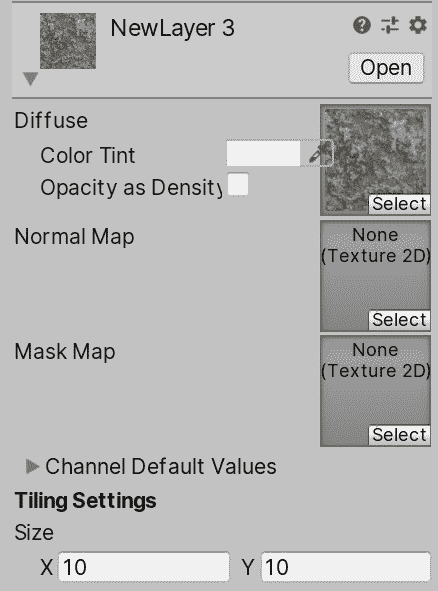 NewLayer 3
Open
Diffuse
Color Tint
Opacity as Density
Select
Normal Map
None
(Texture 2D)
Select
Mask Map
None
(Texture 2D)
Select
Channel Default Values
Tiling Settings
Size
X 10 Y 10